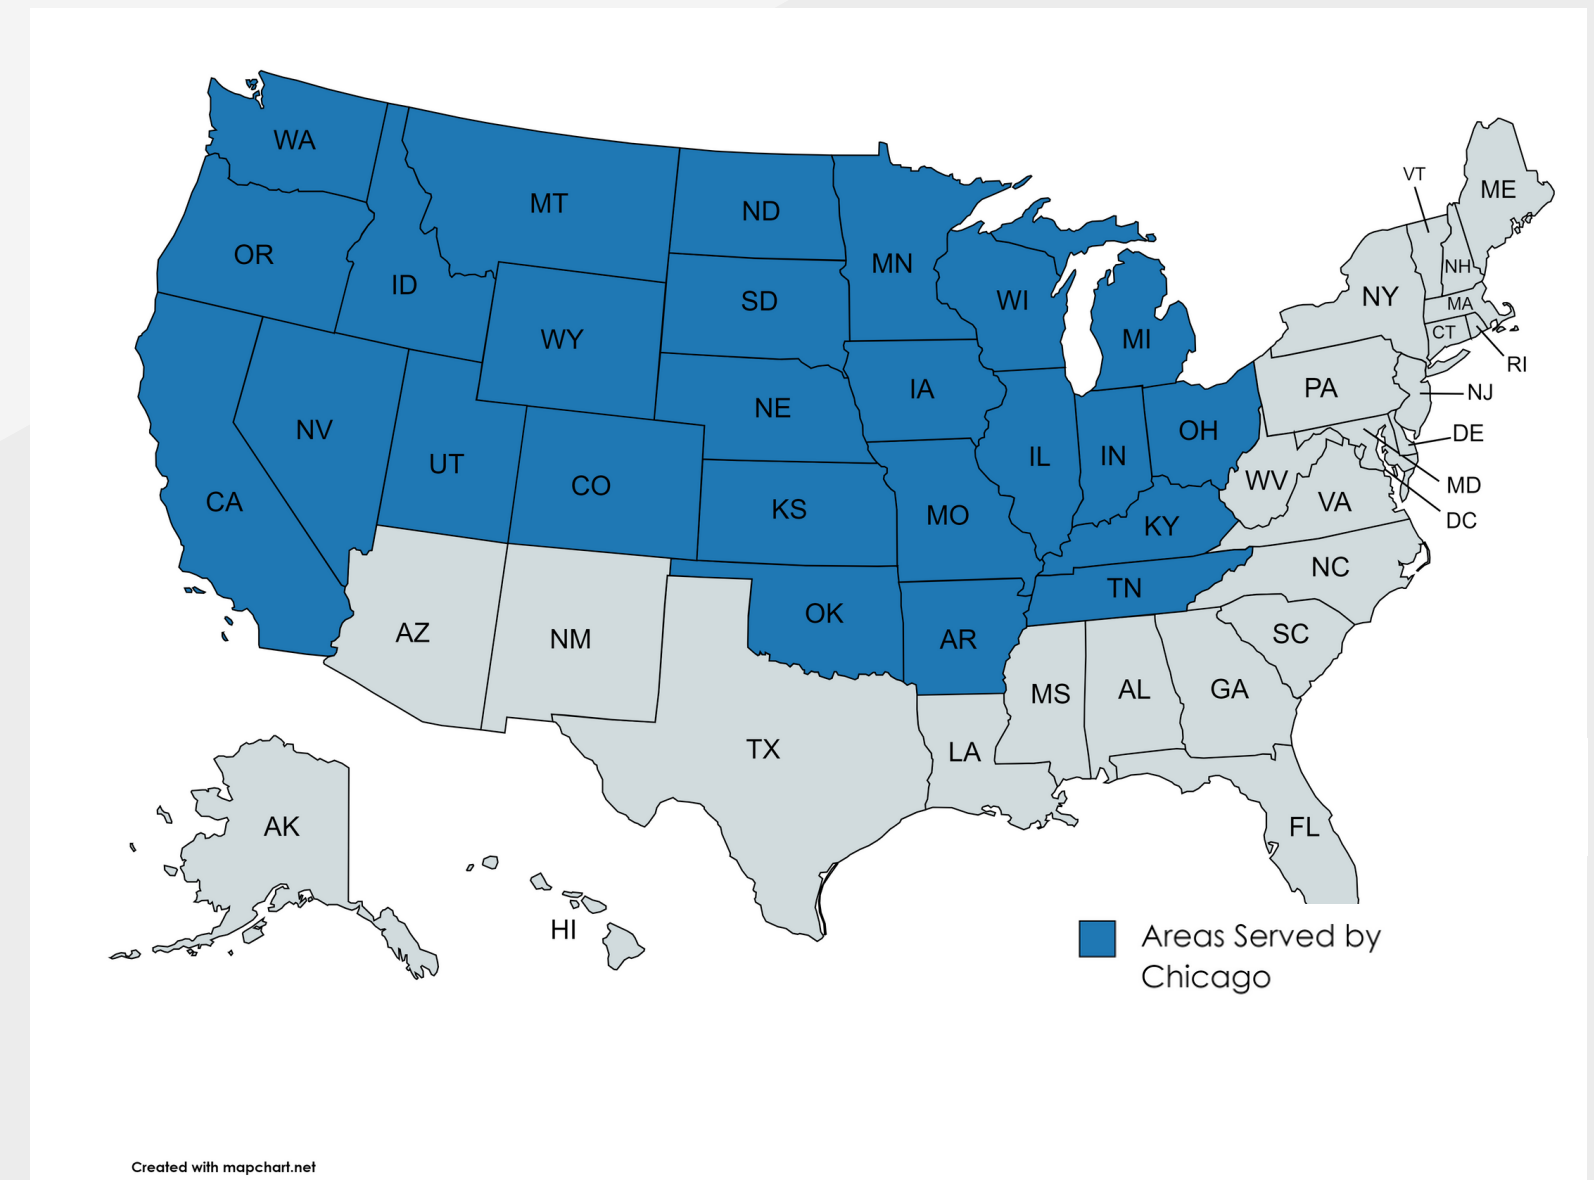 WA
MT
ND
MN
OR
ID
SD
WI
WY
MI
NV
UT
CA
CO
NE
IA
KS
IL
IN
OH
MO
KY
TN
OK
AR
AZ
NM
TX
LA
MS
AL
GA
SC
NC
FL
VA
WV
PA
NY
VT
ME
NH
MA
CT
RI
NJ
DE
MD
DC
AK
HI
Areas Served by
Chicago
Created with mapchart.net